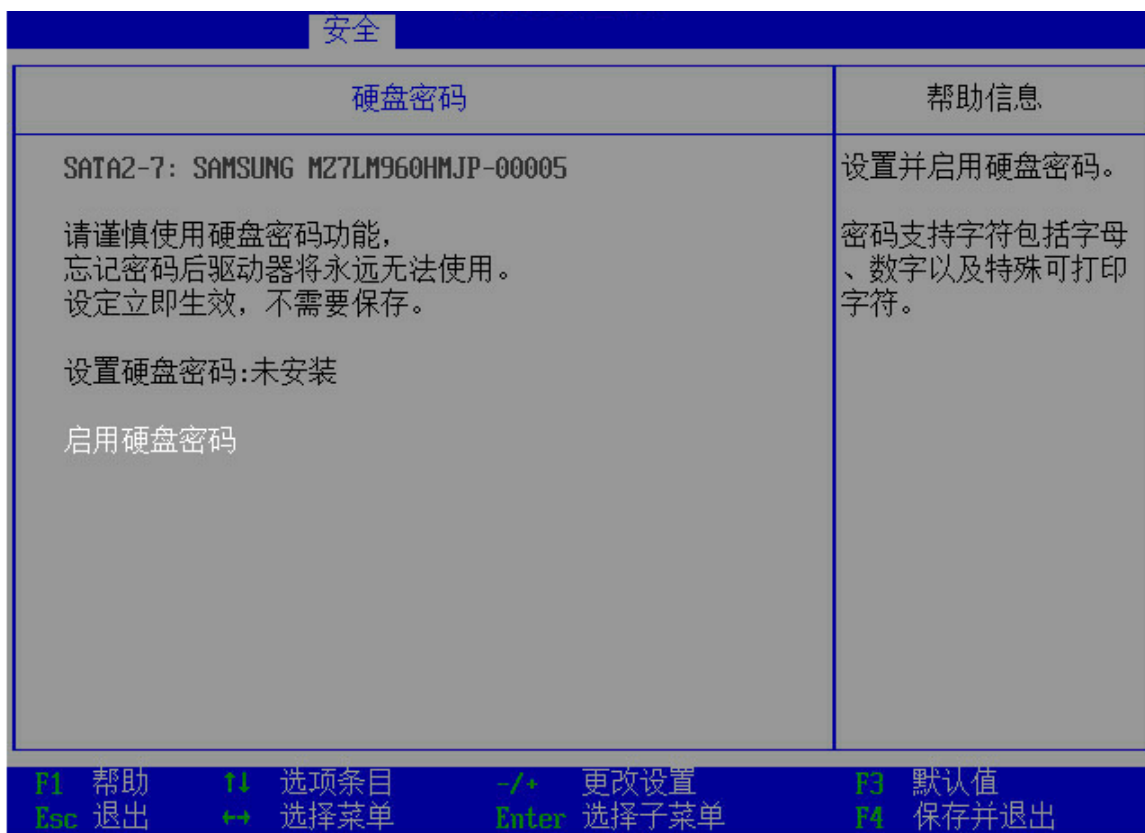 安全
硬盘密码
SATA2-7: SAMSUNG MZ7LM960HMJP-00005
请谨慎使用硬盘密码功能，
忘记密码后驱动器将永远无法使用。
设定立即生效，不需要保存。
设置硬盘密码:未安装
启用硬盘密码
帮助信息
设置并启用硬盘密码。
密码支持字符包括字母
、数字以及特殊可打印
字符。
F1 帮助 ↑↓ 选项条目 -/+ 更改设置 F3 默认值
Esc 退出 ←→ 选择菜单 Enter 选择子菜单 F4 保存并退出